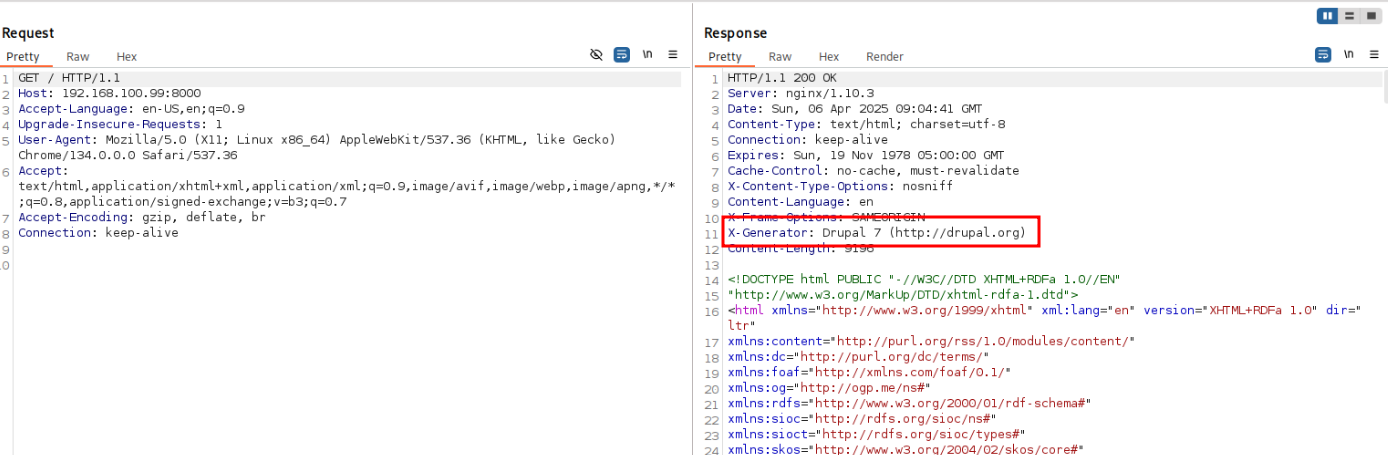 Request
Pretty Raw Hex \n
1 GET / HTTP/1.1
2 Host: 192.168.100.99:8000
3 Accept-Language: en-US,en;q=0.9
4 Upgrade-Insecure-Requests: 1
5 User-Agent: Mozilla/5.0 (X11; Linux x86_64) AppleWebKit/537.36 (KHTML, like Gecko)
Chrome/134.0.0.0 Safari/537.36
6 Accept:
text/html,application/xhtml+xml,application/xml;q=0.9,image/avif,image/webp,image/apng,*/*
;q=0.8,application/signed-exchange;v=b3;q=0.7
7 Accept-Encoding: gzip, deflate, br
8 Connection: keep-alive
9
0
Response
Pretty Raw Hex Render \n
1 HTTP/1.1 200 OK
2 Server: nginx/1.10.3
3 Date: Sun, 06 Apr 2025 09:04:41 GMT
4 Content-Type: text/html; charset=utf-8
5 Connection: keep-alive
6 Expires: Sun, 19 Nov 1978 05:00:00 GMT
7 Cache-Control: no-cache, must-revalidate
8 X-Content-Type-Options: nosniff
9 Content-Language: en
10 X-Frame-Options: SAMEORIGIN
11 X-Generator: Drupal 7 (http://drupal.org)
12 Content-Length: 9196
13
14 <!DOCTYPE html PUBLIC "-//W3C//DTD XHTML+RDFa 1.0//EN"
15 "http://www.w3.org/MarkUp/DTD/xhtml-rdfa-1.dtd">
16 <html xmlns="http://www.w3.org/1999/xhtml" xml:lang="en" version="XHTML+RDFa 1.0" dir="
ltr"
17 xmlns:content="http://purl.org/rss/1.0/modules/content/"
18 xmlns:dc="http://purl.org/dc/terms/"
19 xmlns:foaf="http://xmlns.com/foaf/0.1/"
20 xmlns:og="http://ogp.me/ns#"
21 xmlns:rdfs="http://www.w3.org/2000/01/rdf-schema#"
22 xmlns:sioc="http://rdfs.org/sioc/ns#"
23 xmlns:sioct="http://rdfs.org/sioc/types#"
24 xmlns:skos="http://www.w3.org/2004/02/skos/core#"